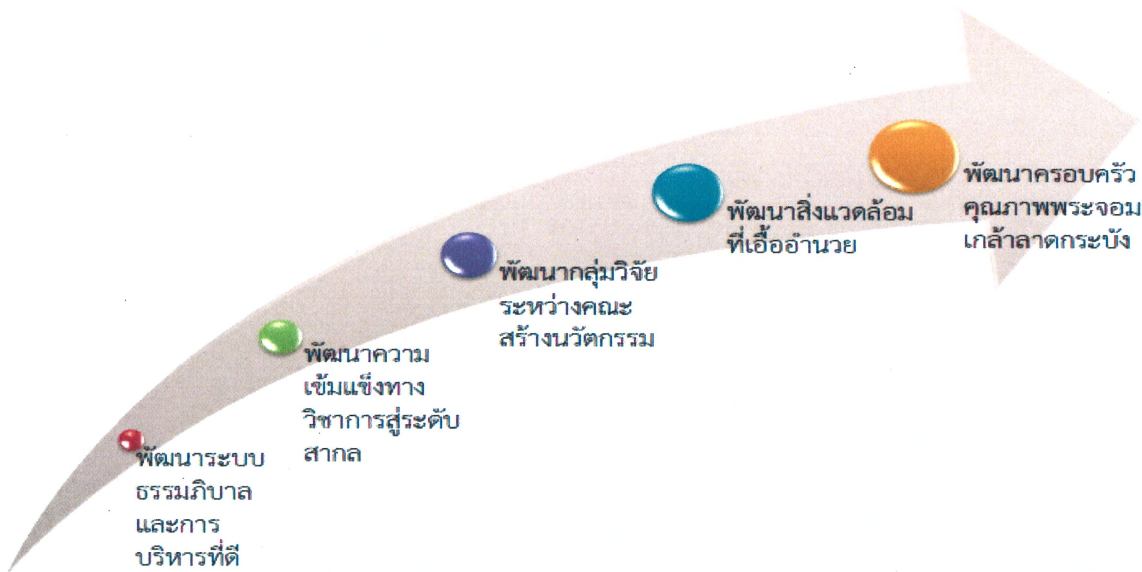 พัฒนาระบบ
ธรรมภิบาล
และการ
บริหารที่ดี
พัฒนาความ
เข้มแข็งทาง
วิชาการสู่ระดับ
สากล
พัฒนากลุ่มวิจัย
ระหว่างคณะ
สร้างนวัตกรรม
พัฒนาสิ่งแวดล้อม
ที่เอื้ออำนวย
พัฒนาครอบครัว
คุณภาพพระจอม
เกล้าลาดกระบัง